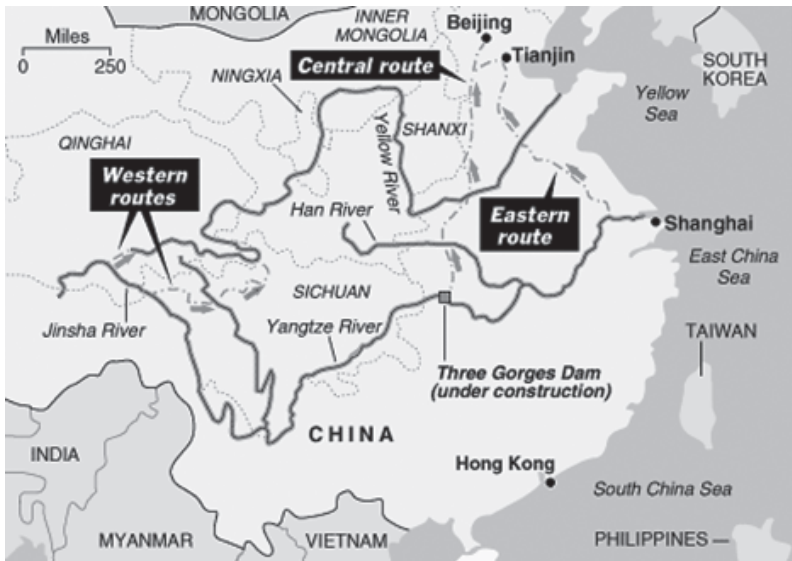 MONGOLIA
INNER
MONGOLIA
Beijing
Tianjin
Miles
0 250
Central route
NINGXIA
SOUTH
KOREA
Yellow
Sea
SHANXI
QINGHAI
Yellow River
Western
routes
Han River
Eastern
route
Shanghai
East China
Sea
SICHUAN
Jinsha River
Yangtze River
TAIWAN
Three Gorges Dam
(under construction)
CHINA
INDIA
Hong Kong
South China Sea
MYANMAR
VIETNAM
PHILIPPINES